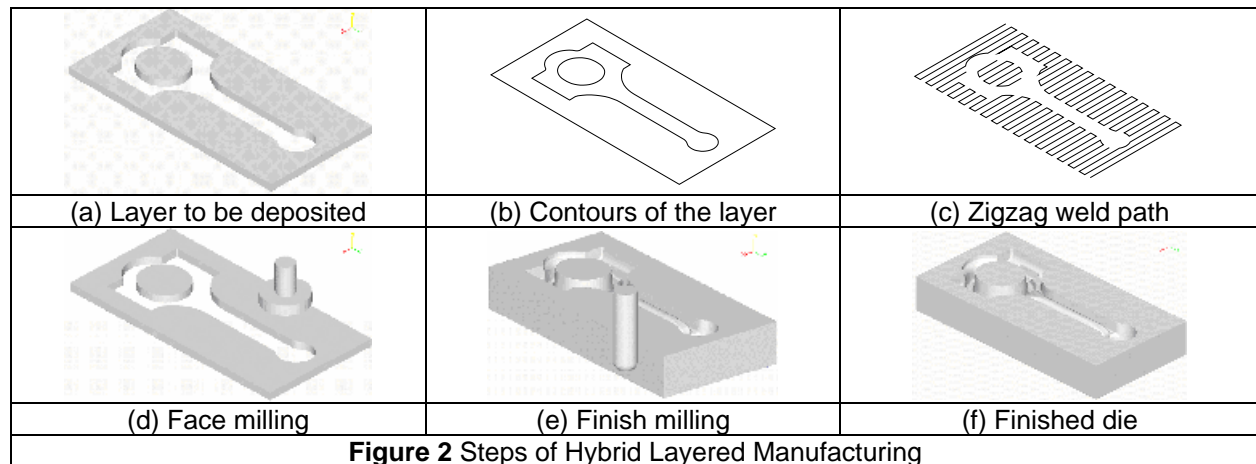 (a) Layer to be deposited
(b) Contours of the layer
(c) Zigzag weld path
(d) Face milling
(e) Finish milling
(f) Finished die
Figure 2 Steps of Hybrid Layered Manufacturing